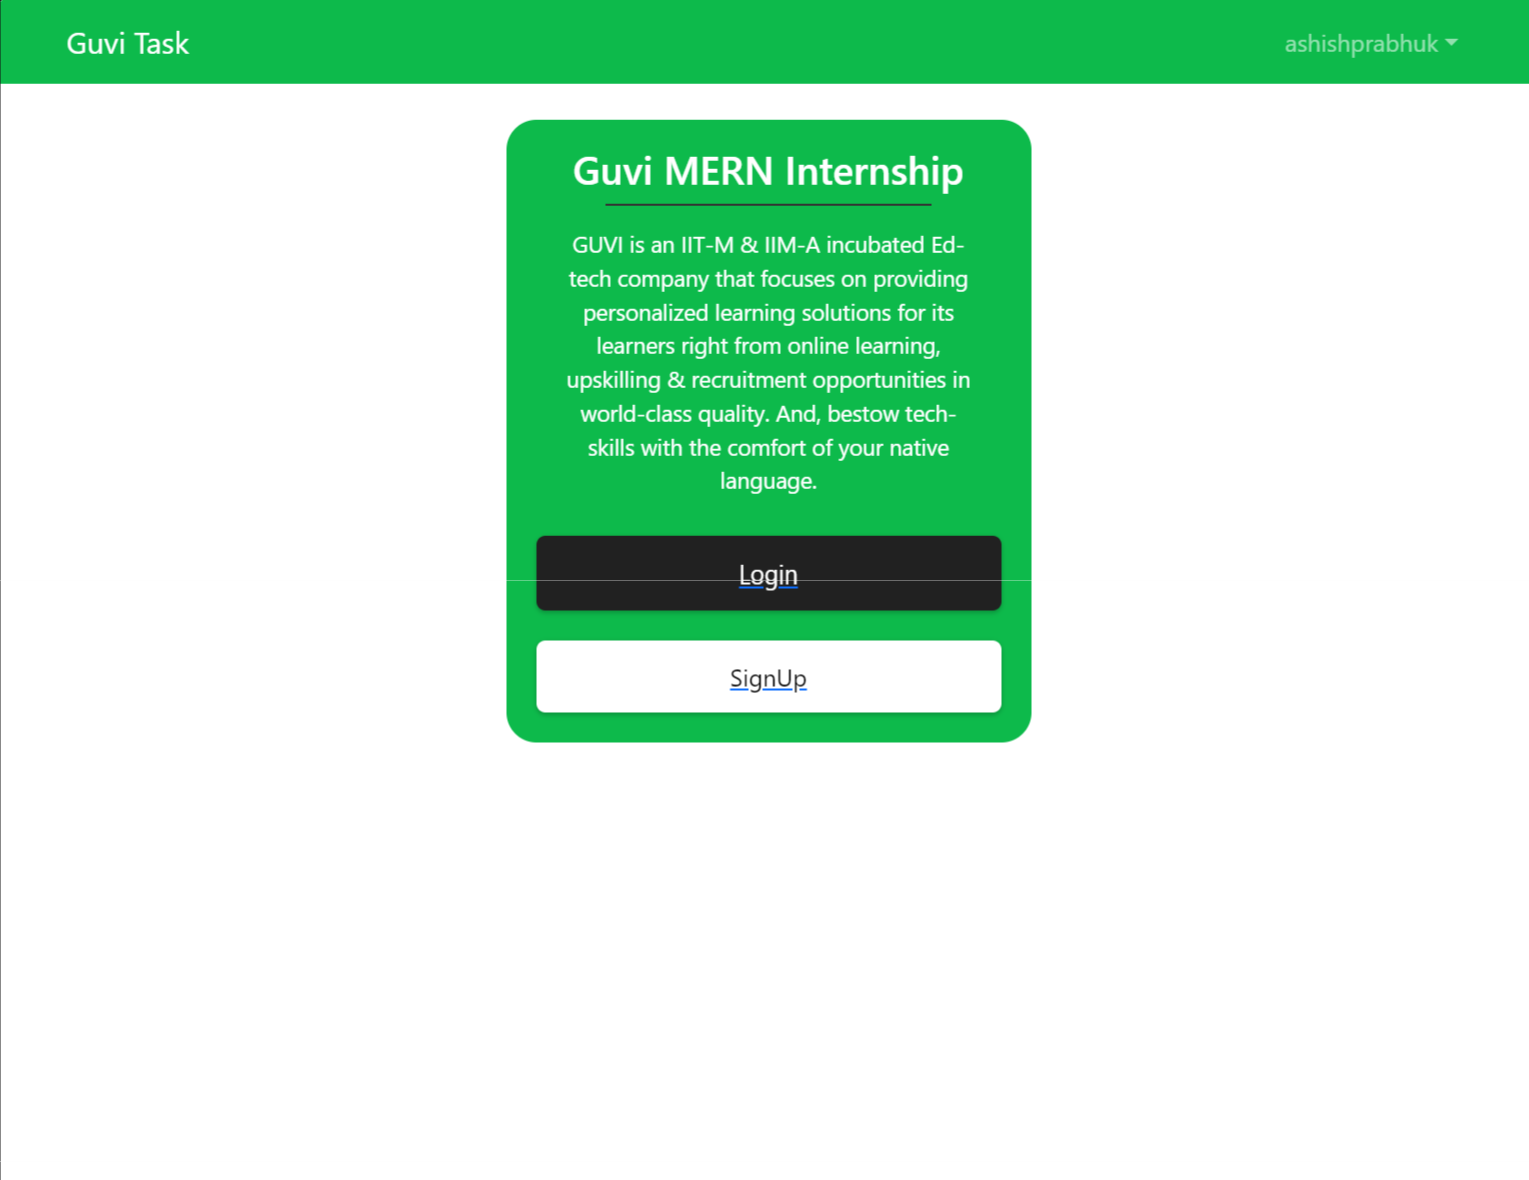 Guvi Task
ashishprabhuk
Guvi MERN Internship
GUVI is an IIT-M & IIM-A incubated Ed-
tech company that focuses on providing
personalized learning solutions for its
learners right from online learning,
upskilling & recruitment opportunities in
world-class quality. And, bestow tech-
skills with the comfort of your native
language.
Login
SignUp